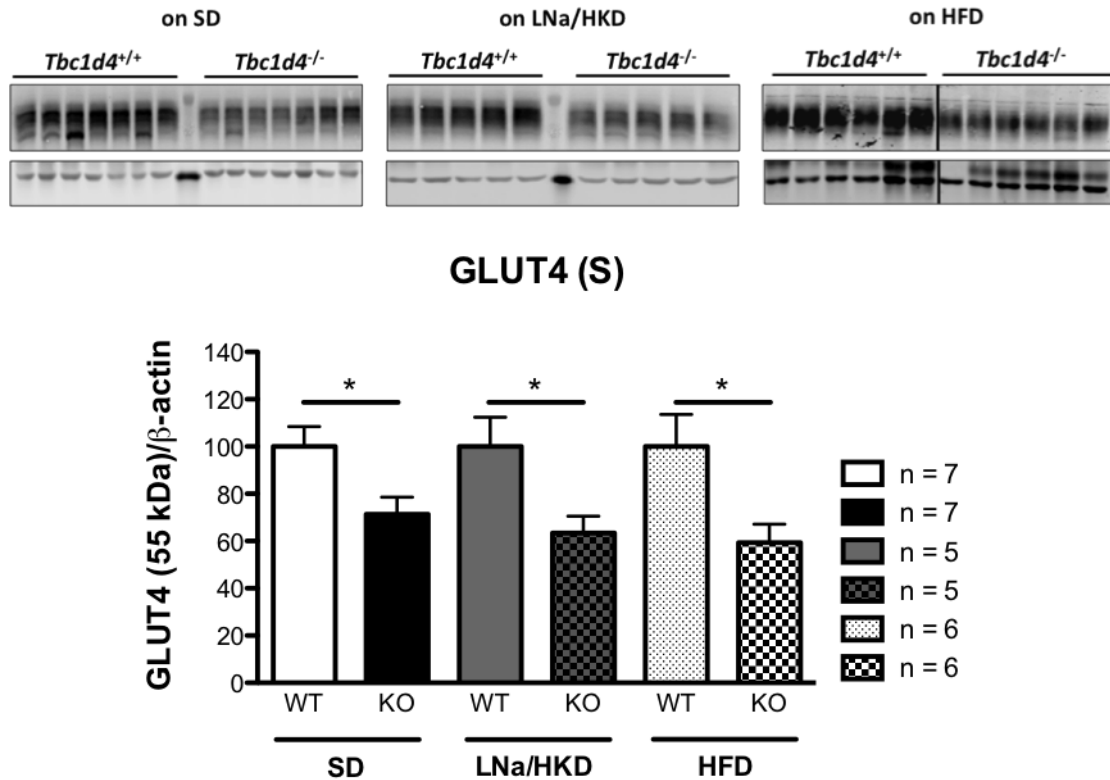 on SD
on LNa/HKD
on HFD
Tbc1d4+/+ Tbc1d4-/-
Tbc1d4+/+ Tbc1d4-/-
Tbc1d4+/+ Tbc1d4-/-
GLUT4 (S)
GLUT4 (55 kDa)/β-actin
140
120
100
80
60
40
20
0
* * *
WT KO WT KO WT KO
SD LNa/HKD HFD
n = 7
n = 7
n = 5
n = 5
n = 6
n = 6